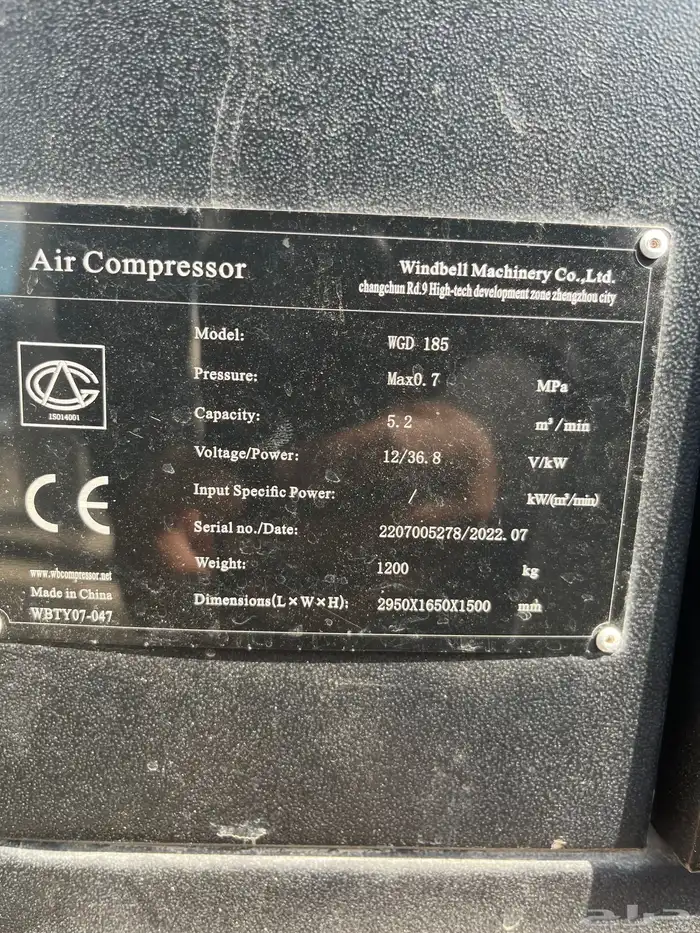 Air Compressor
Windbell Machinery Co.,Ltd.
changchun Rd.9 High-tech development zone zhengzhou city
Model: WGD 185
Pressure: Max0.7 MPa
Capacity: 5.2 m³/min
Voltage/Power: 12/36.8 V/kW
Input Specific Power: / kW/(m³/min)
Serial no./Date: 2207005278/2022.07
Weight: 1200 kg
Dimensions(L×W×H): 2950X1650X1500 mm
ISO14001
CE
www.wbcompressor.net
Made in China
WBTY07-047
حراج